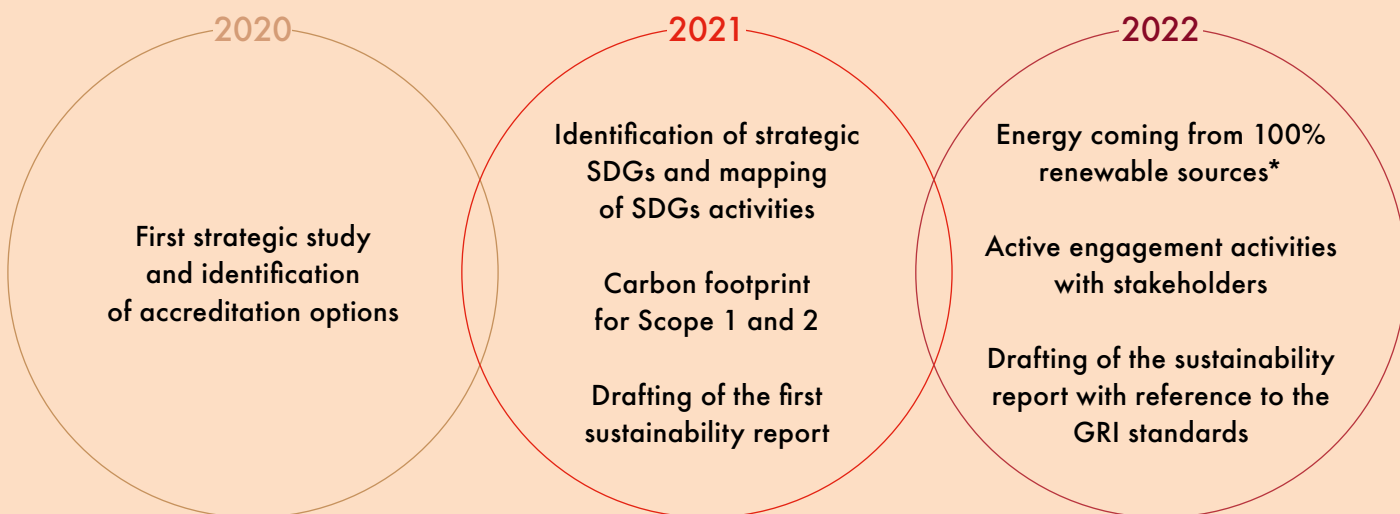 2020
First strategic study
and identification
of accreditation options
2021
Identification of strategic
SDGs and mapping
of SDGs activities
Carbon footprint
for Scope 1 and 2
Drafting of the first
sustainability report
2022
Energy coming from 100%
renewable sources*
Active engagement activities
with stakeholders
Drafting of the sustainability
report with reference to the
GRI standards